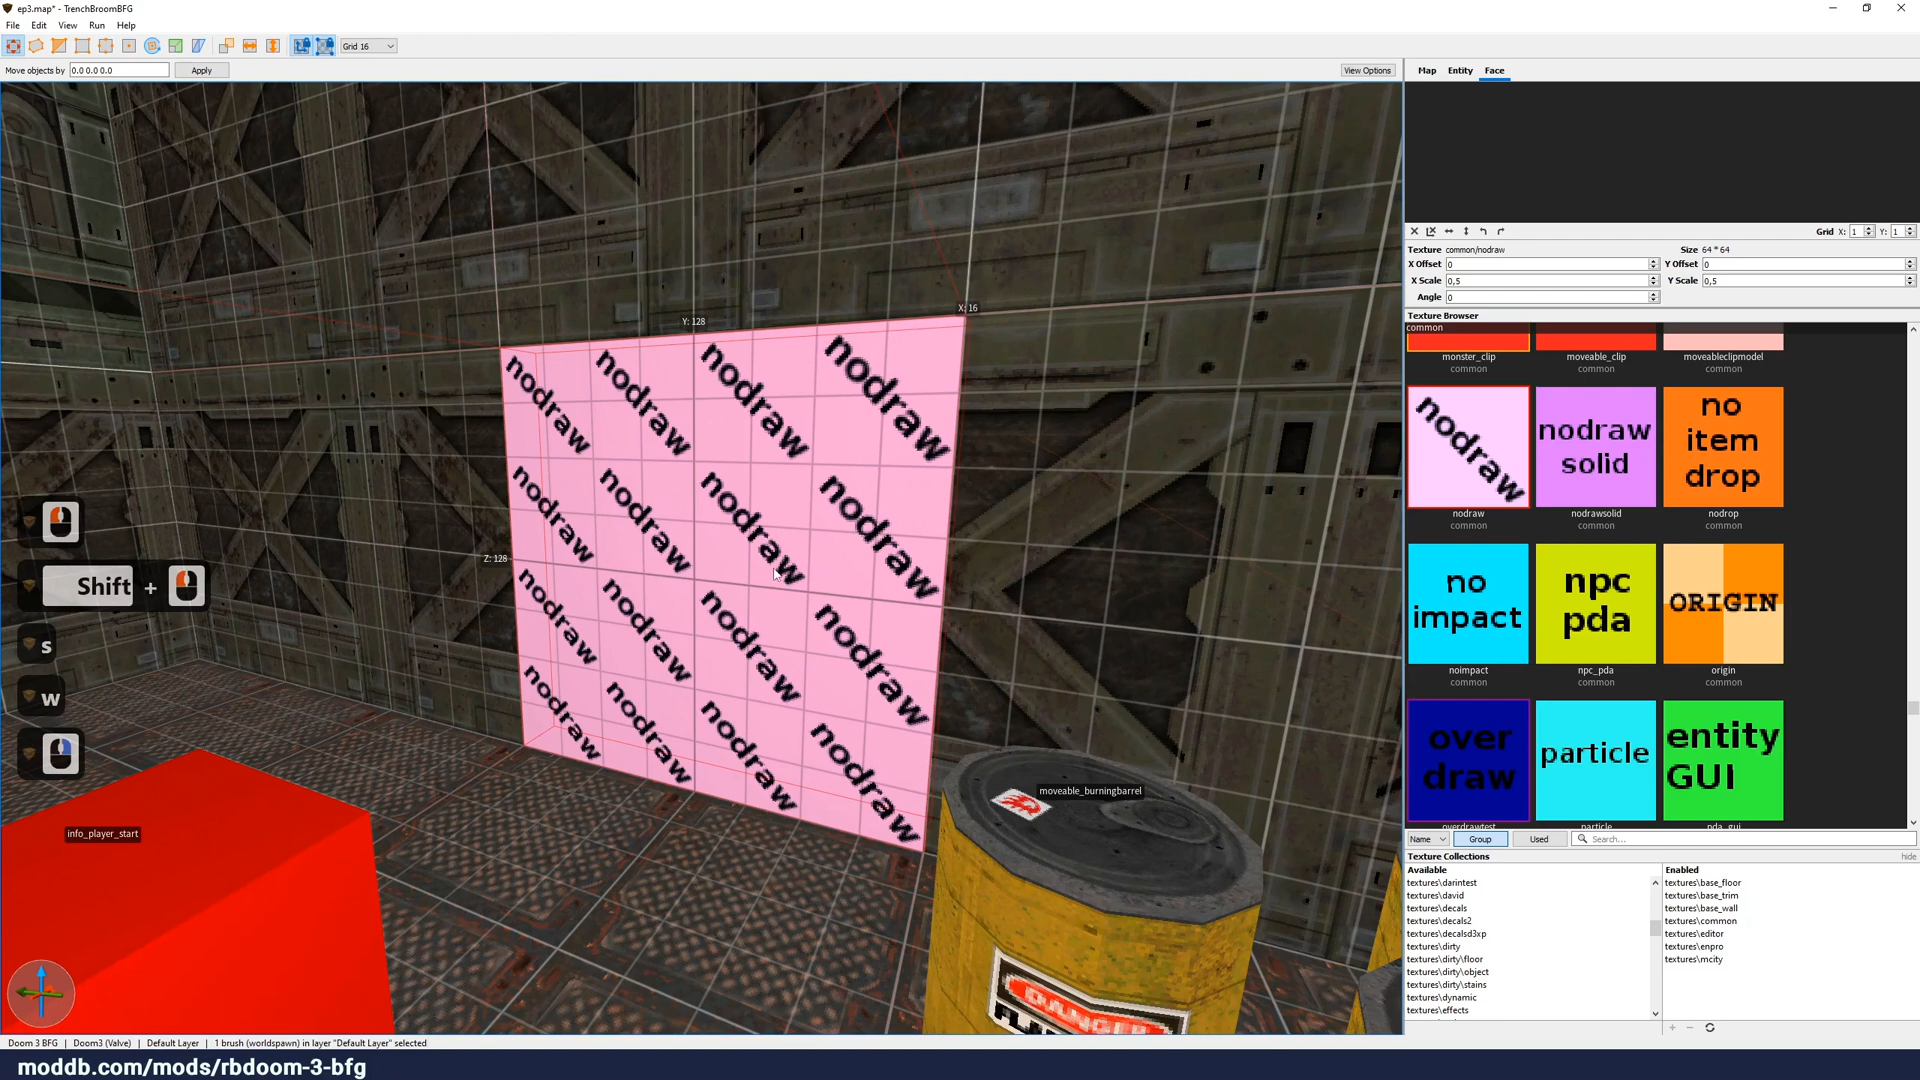 ep3.map* - TrenchBroomBFG
File Edit View Run Help
Grid 16
Move objects by 0.0 0.0 0.0 Apply
View Options
Map Entity Face
Grid X: 1 Y: 1
Texture common/nodraw Size 64 * 64
X Offset 0 Y Offset 0
X Scale 0,5 Y Scale 0,5
Angle 0
Texture Browser
common
monster_clip moveable_clip moveableclipmodel
common common common
nodraw
nodraw
solid
no
item
drop
nodraw nodrawsolid nodrop
common common common
no
impact
npc
pda
ORIGIN
noimpact npc_pda origin
common common common
over
draw
particle
entity
GUI
overdrawtest particle pda_gui
Name Group Used Search...
Texture Collections hide
Available Enabled
textures\darintest
textures\david
textures\decals
textures\decals2
textures\decalsd3xp
textures\dirty
textures\dirty\floor
textures\dirty\object
textures\dirty\stains
textures\dynamic
textures\effects
textures\base_floor
textures\base_trim
textures\base_wall
textures\common
textures\editor
textures\enpro
textures\mcity
Y: 128
X: 16
Z: 128
nodraw nodraw nodraw nodraw
nodraw nodraw nodraw nodraw
nodraw nodraw nodraw nodraw
nodraw nodraw nodraw nodraw
Shift +
s
w
info_player_start
moveable_burningbarrel
DANGER
Doom 3 BFG | Doom3 (Valve) | Default Layer | 1 brush (worldspawn) in layer "Default Layer" selected
moddb.com/mods/rbdoom-3-bfg